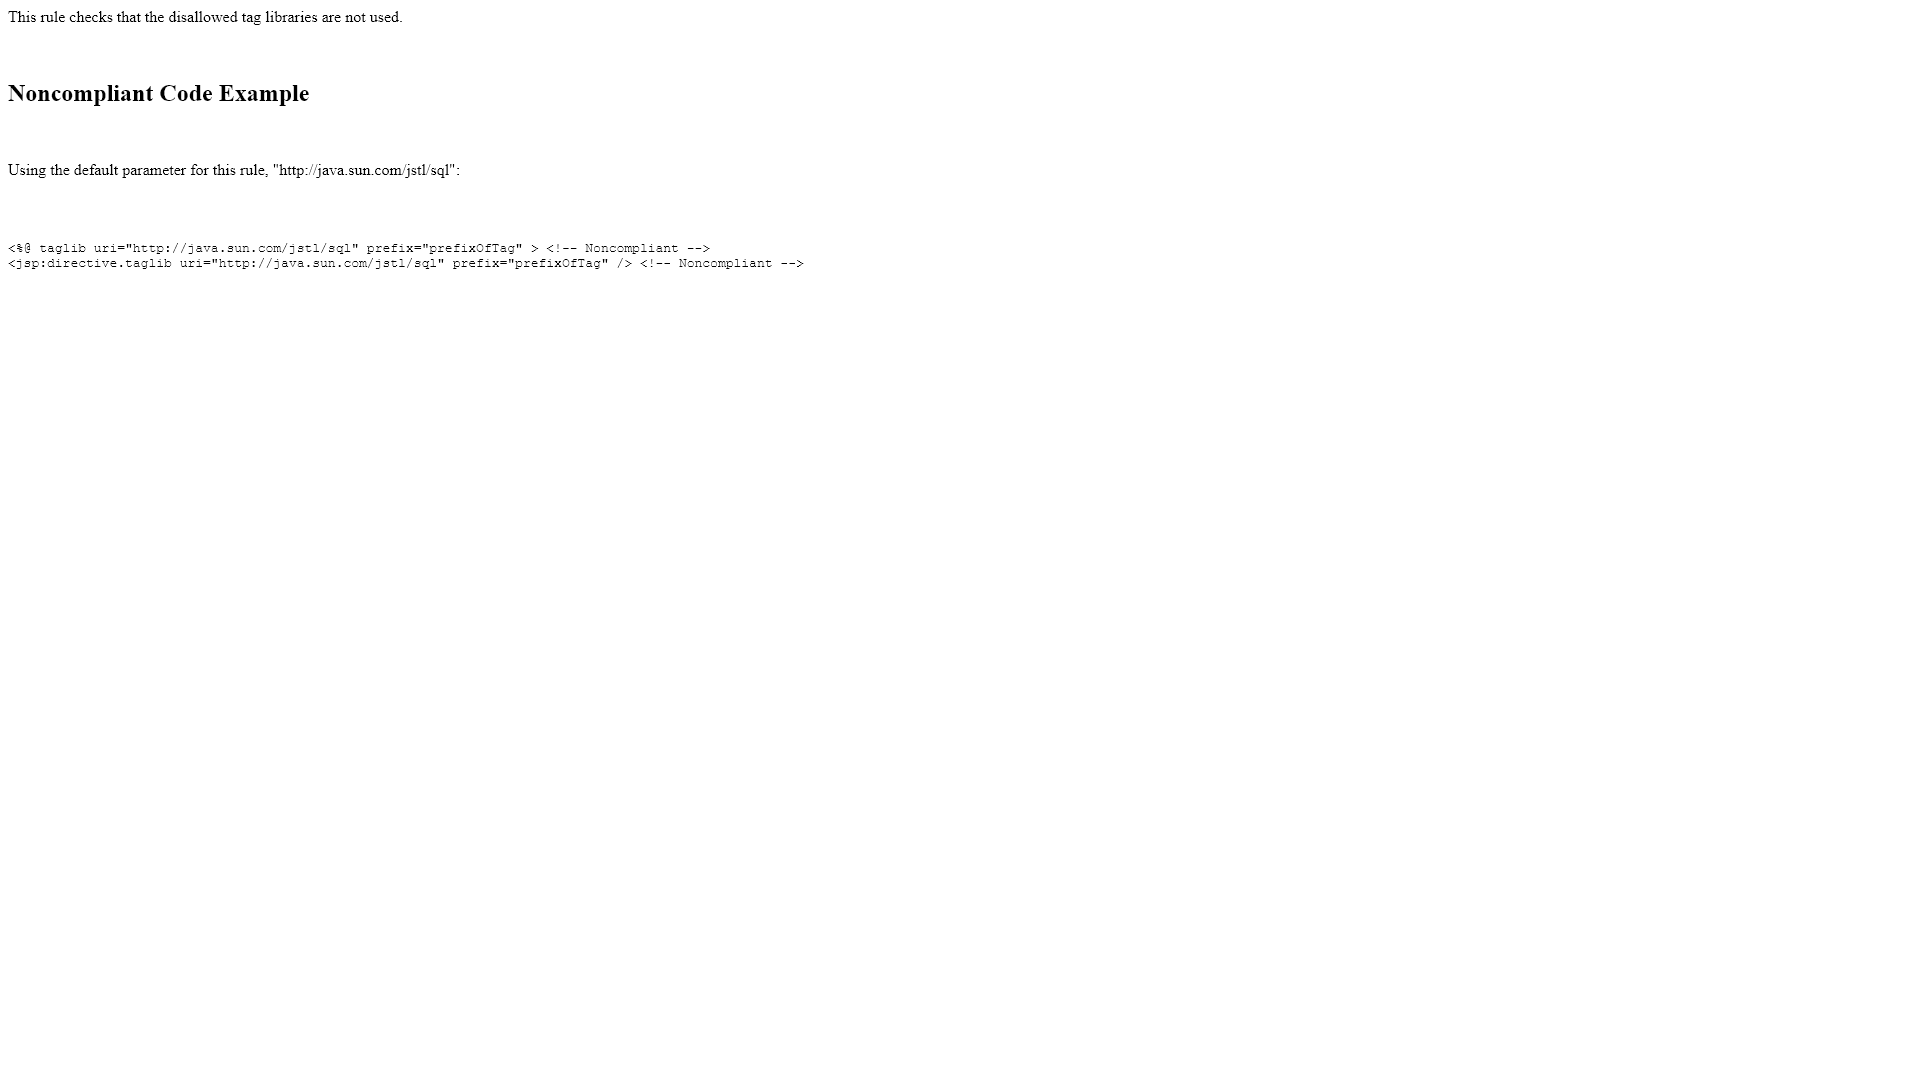 This rule checks that the disallowed tag libraries are not used.
Noncompliant Code Example
Using the default parameter for this rule, "http://java.sun.com/jstl/sql":
<%@ taglib uri="http://java.sun.com/jstl/sql" prefix="prefixOfTag" > <!-- Noncompliant -->
<jsp:directive.taglib uri="http://java.sun.com/jstl/sql" prefix="prefixOfTag" /> <!-- Noncompliant -->